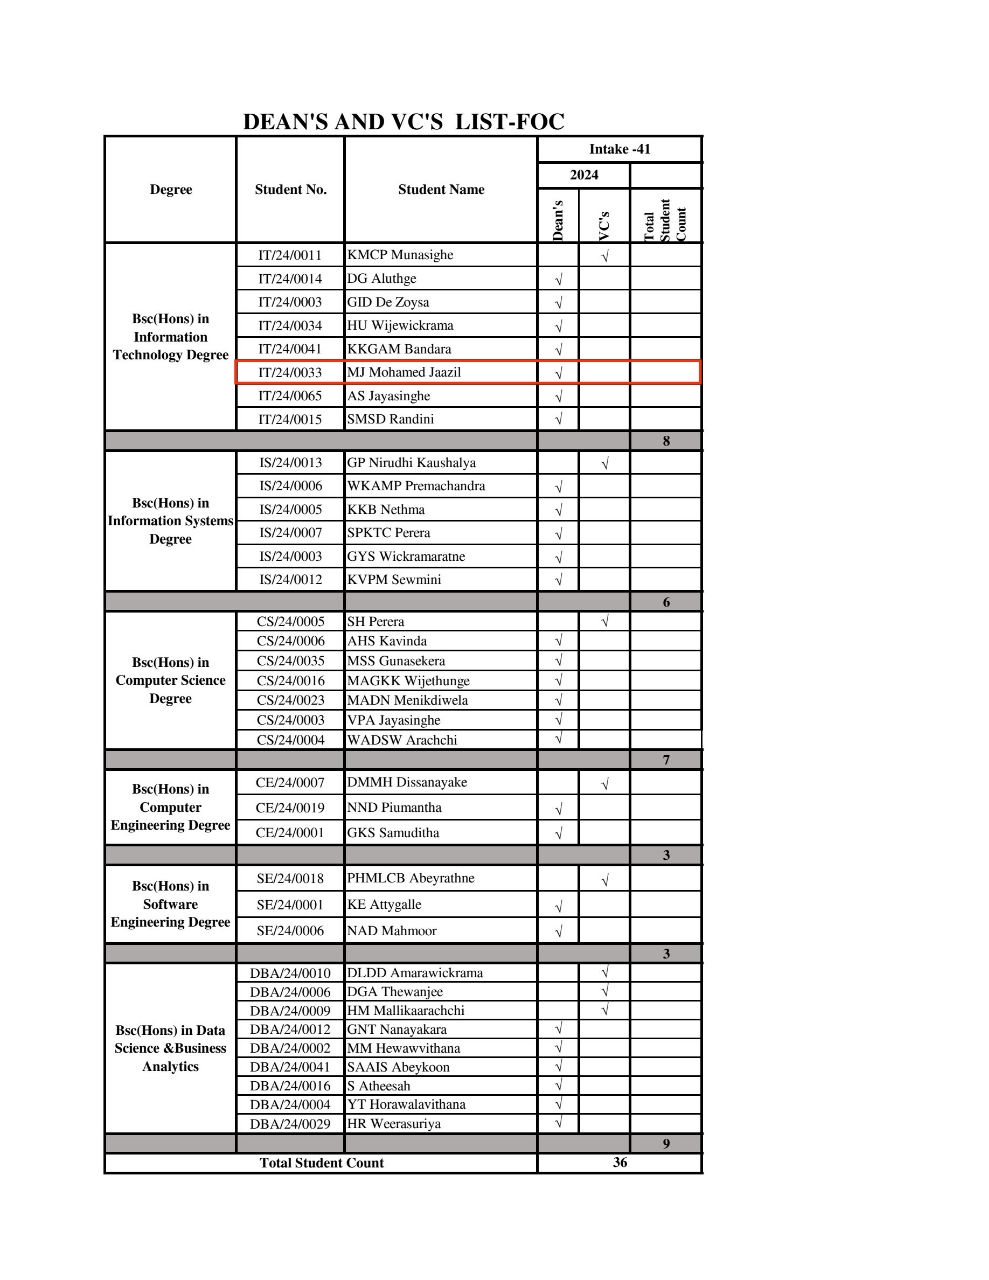 DEAN'S AND VC'S LIST-FOC
Degree Student No. Student Name Intake -41
2024
Dean's VC's Total Student Count
Bsc(Hons) in
Information
Technology Degree
IT/24/0011 KMCP Munasighe √
IT/24/0014 DG Aluthge √
IT/24/0003 GID De Zoysa √
IT/24/0034 HU Wijewickrama √
IT/24/0041 KKGAM Bandara √
IT/24/0033 MJ Mohamed Jaazil √
IT/24/0065 AS Jayasinghe √
IT/24/0015 SMSD Randini √
8
Bsc(Hons) in
Information Systems
Degree
IS/24/0013 GP Nirudhi Kaushalya √
IS/24/0006 WKAMP Premachandra √
IS/24/0005 KKB Nethma √
IS/24/0007 SPKTC Perera √
IS/24/0003 GYS Wickramaratne √
IS/24/0012 KVPM Sewmini √
6
Bsc(Hons) in
Computer Science
Degree
CS/24/0005 SH Perera √
CS/24/0006 AHS Kavinda √
CS/24/0035 MSS Gunasekera √
CS/24/0016 MAGKK Wijethunge √
CS/24/0023 MADN Menikdiwela √
CS/24/0003 VPA Jayasinghe √
CS/24/0004 WADSW Arachchi √
7
Bsc(Hons) in
Computer
Engineering Degree
CE/24/0007 DMMH Dissanayake √
CE/24/0019 NND Piumantha √
CE/24/0001 GKS Samuditha √
3
Bsc(Hons) in
Software
Engineering Degree
SE/24/0018 PHMLCB Abeyrathne √
SE/24/0001 KE Attygalle √
SE/24/0006 NAD Mahmoor √
3
Bsc(Hons) in Data
Science &Business
Analytics
DBA/24/0010 DLDD Amarawickrama √
DBA/24/0006 DGA Thewanjee √
DBA/24/0009 HM Mallikaarachchi √
DBA/24/0012 GNT Nanayakara √
DBA/24/0002 MM Hewawvithana √
DBA/24/0041 SAAIS Abeykoon √
DBA/24/0016 S Atheesah √
DBA/24/0004 YT Horawalavithana √
DBA/24/0029 HR Weerasuriya √
9
Total Student Count 36